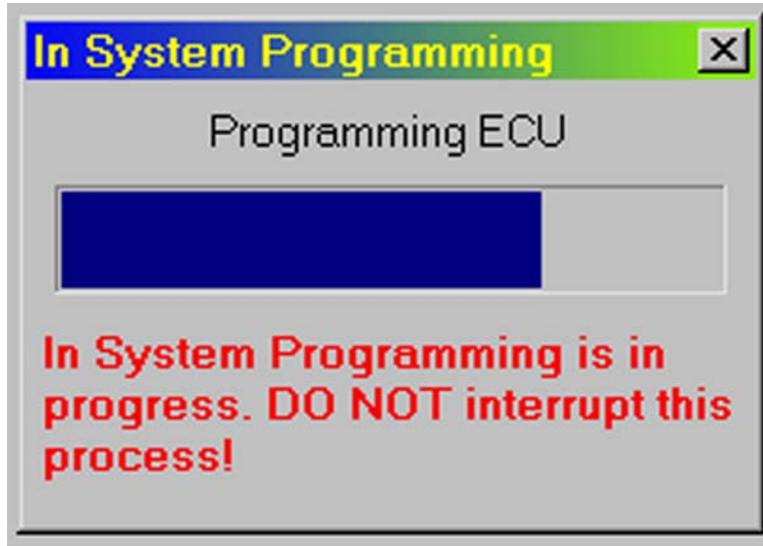 In System Programming
Programming ECU
In System Programming is in
progress. DO NOT interrupt this
process!